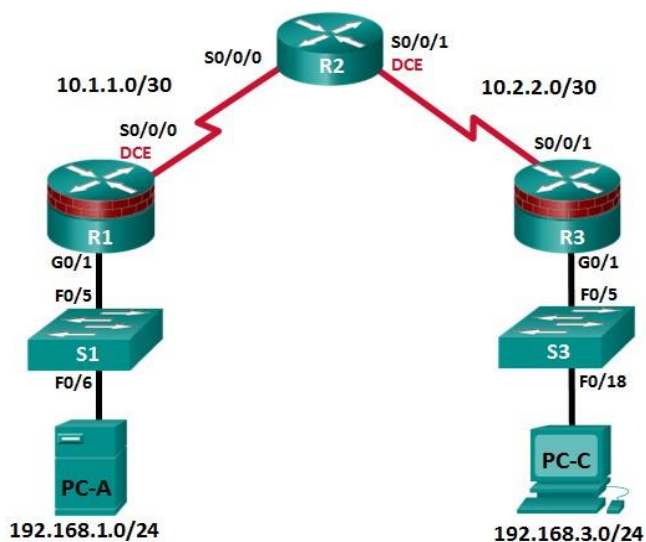 S0/0/0
R2
S0/0/1
DCE
10.1.1.0/30
10.2.2.0/30
S0/0/0
DCE
S0/0/1
R1
R3
G0/1
G0/1
F0/5
F0/5
S1
S3
F0/6
F0/18
PC-A
PC-C
192.168.1.0/24
192.168.3.0/24